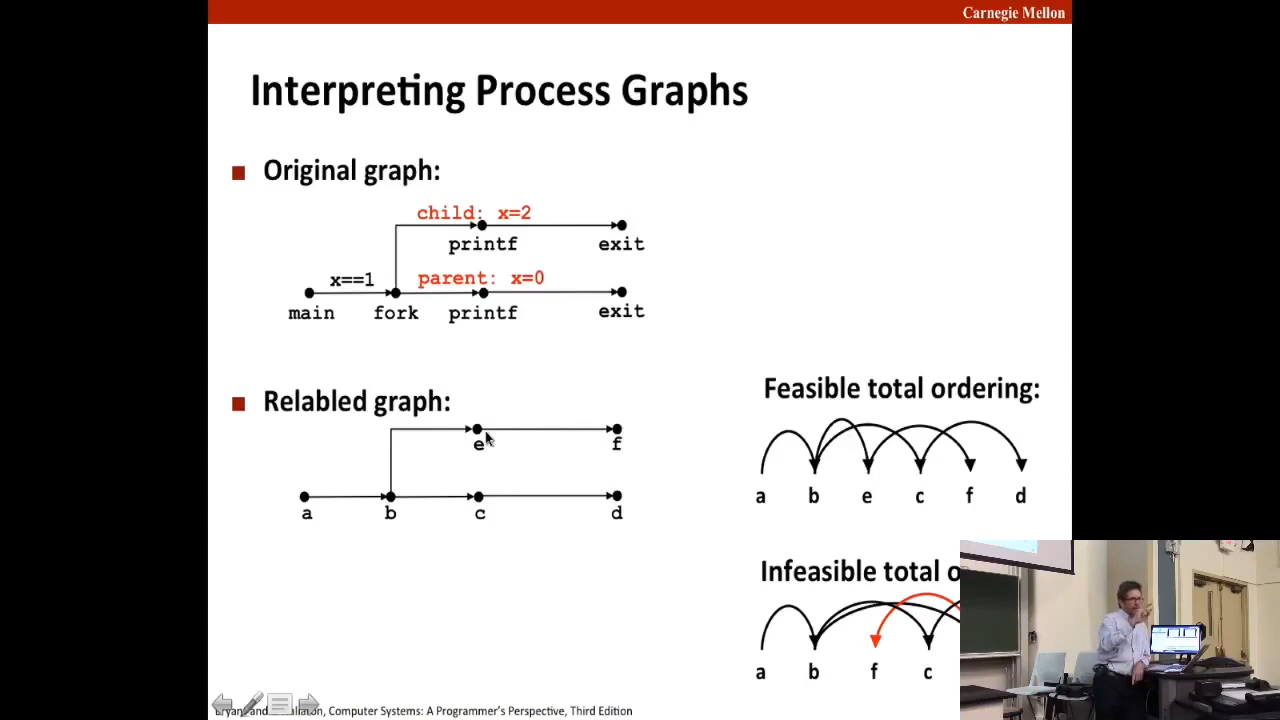 Carnegie Mellon
Interpreting Process Graphs
Original graph:
child: x=2
printf exit
x==1 parent: x=0
main fork printf exit
Relabled graph:
e f
a b c d
Feasible total ordering:
a b e c f d
Infeasible total o
a b f c
Computer Systems: A Programmer's Perspective, Third Edition